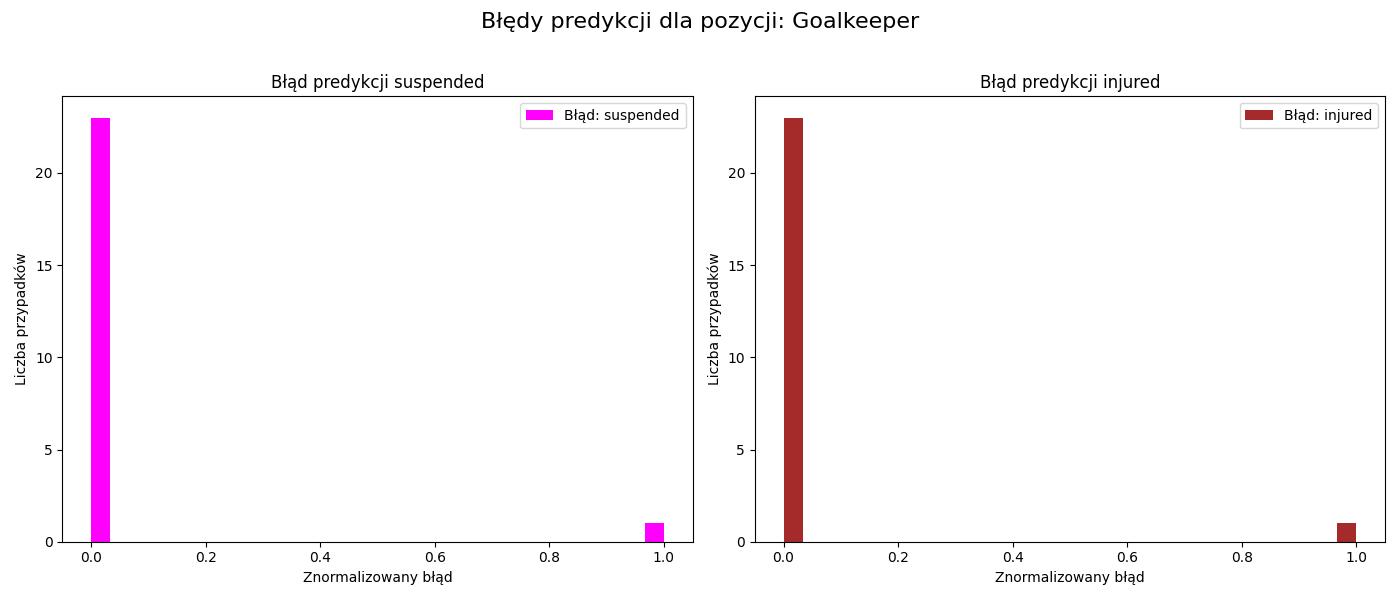 Błędy predykcji dla pozycji: Goalkeeper
Błąd predykcji suspended
Błąd: suspended
Liczba przypadków
20
15
10
5
0
0.0 0.2 0.4 0.6 0.8 1.0
Znormalizowany błąd
Błąd predykcji injured
Błąd: injured
Liczba przypadków
20
15
10
5
0
0.0 0.2 0.4 0.6 0.8 1.0
Znormalizowany błąd